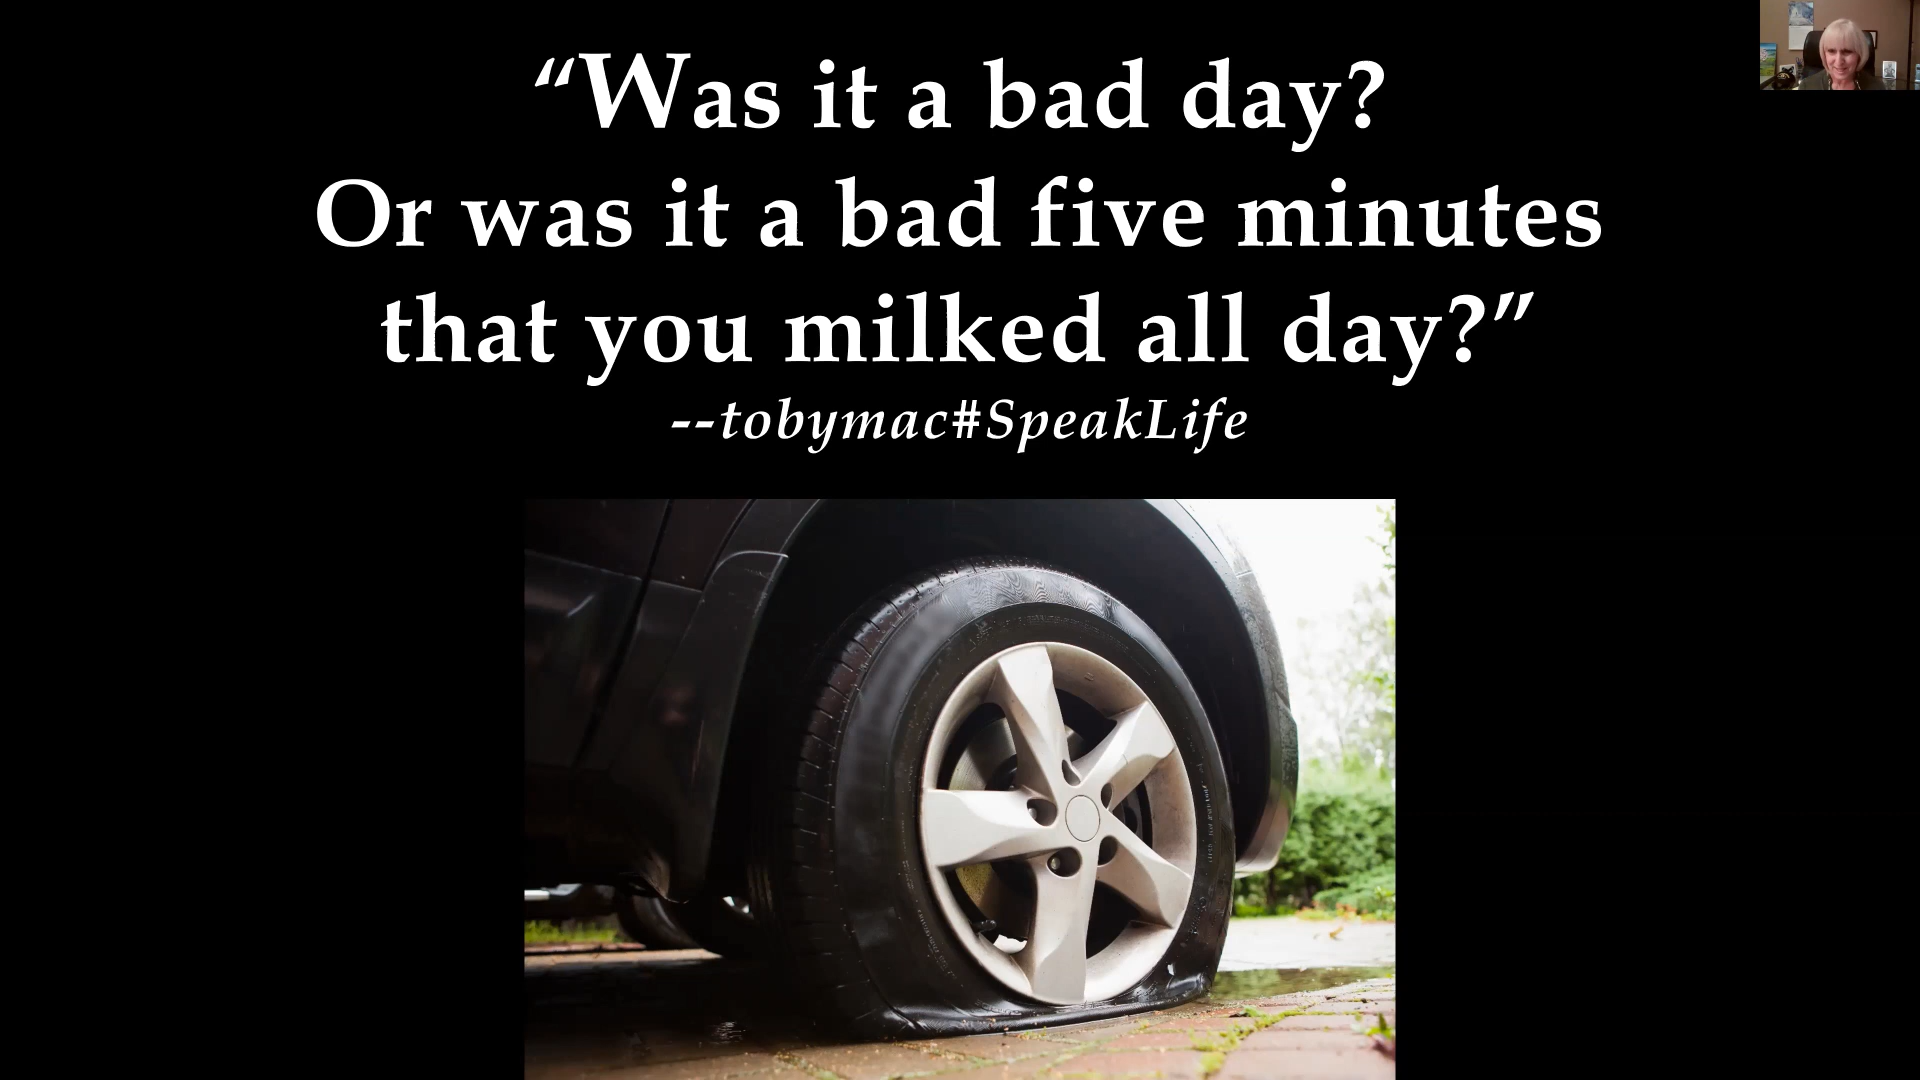 “Was it a bad day?
Or was it a bad five minutes
that you milked all day?”
--tobymac#SpeakLife